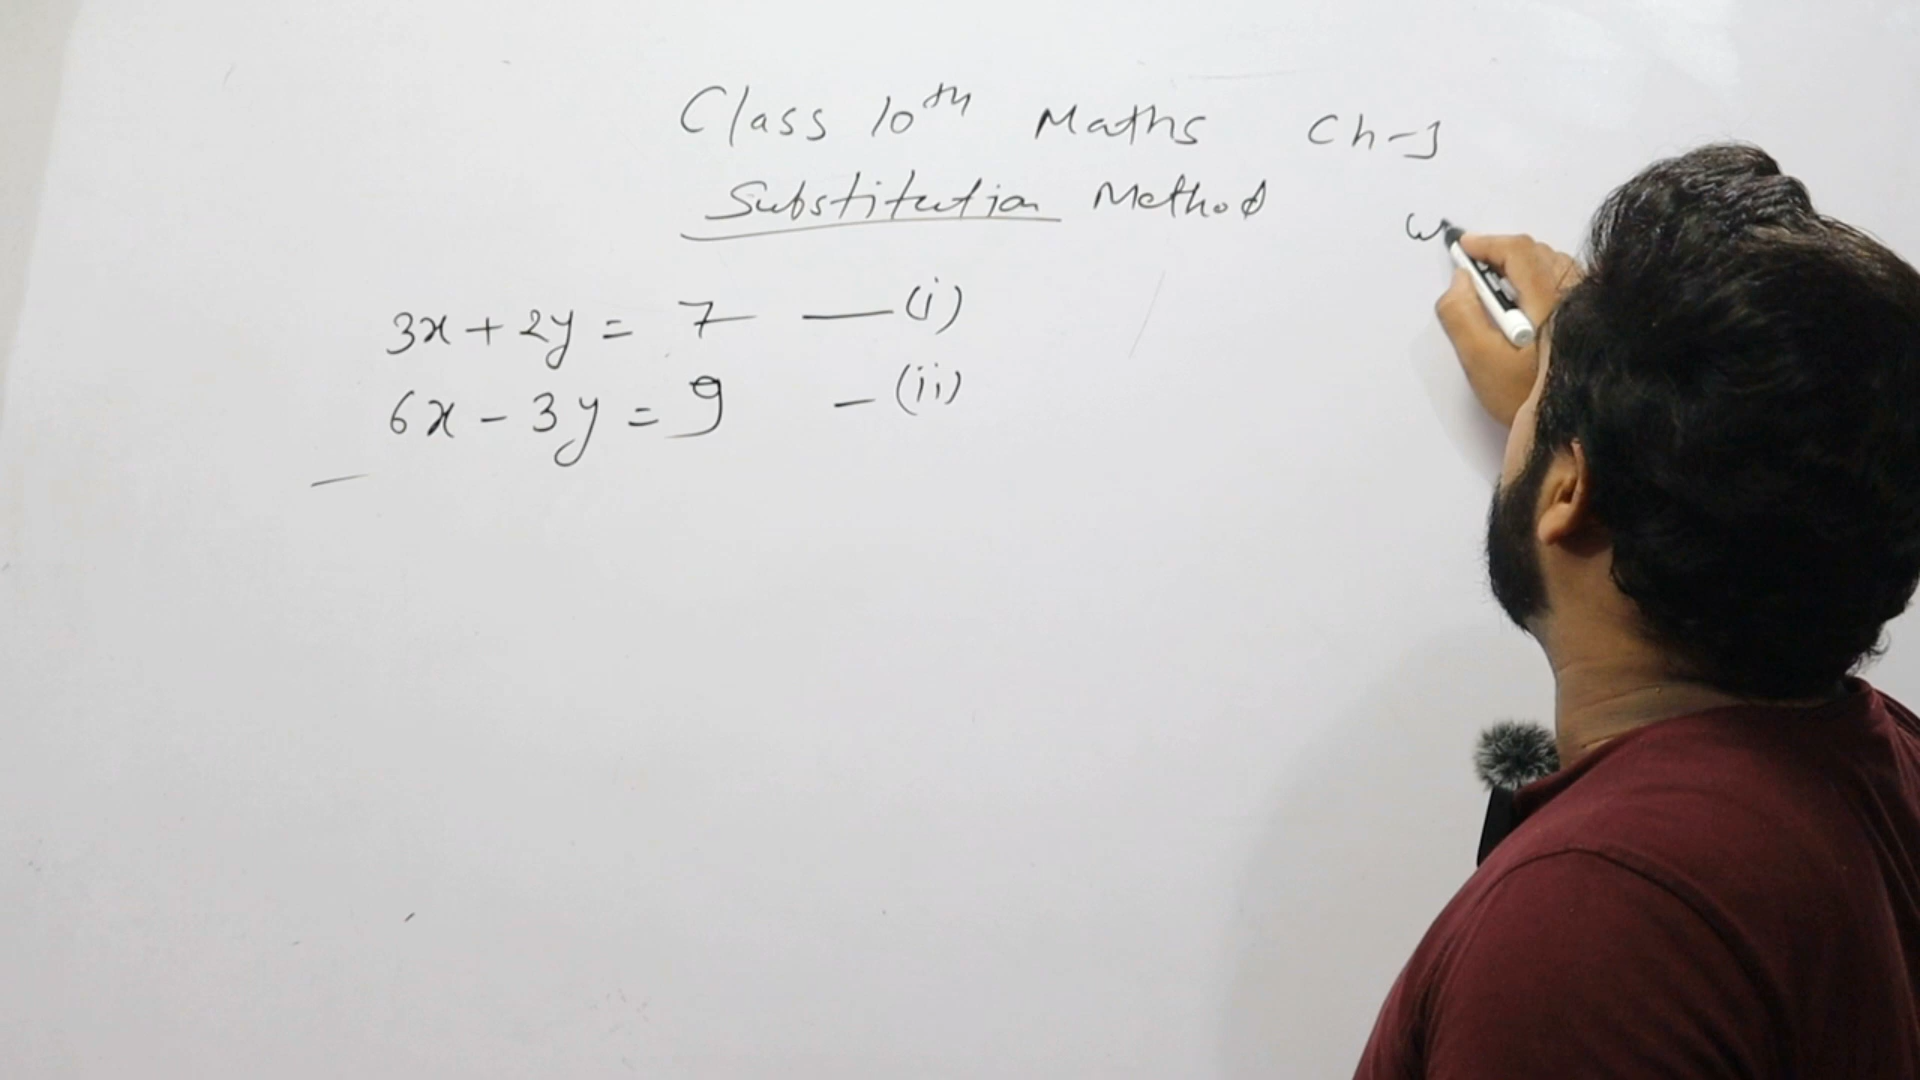 Class 10th Maths Ch-3
Substitution Method
3x + 2y = 7 — (i)
6x - 3y = 9 - (ii)